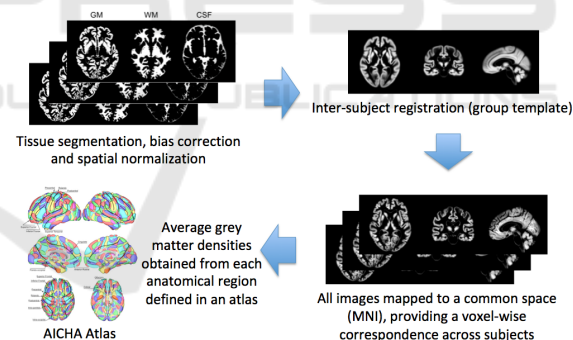 GM WM CSF
Tissue segmentation, bias correction
and spatial normalization
Inter-subject registration (group template)
All images mapped to a common space
(MNI), providing a voxel-wise
correspondence across subjects
Average grey
matter densities
obtained from each
anatomical region
defined in an atlas
AICHA Atlas